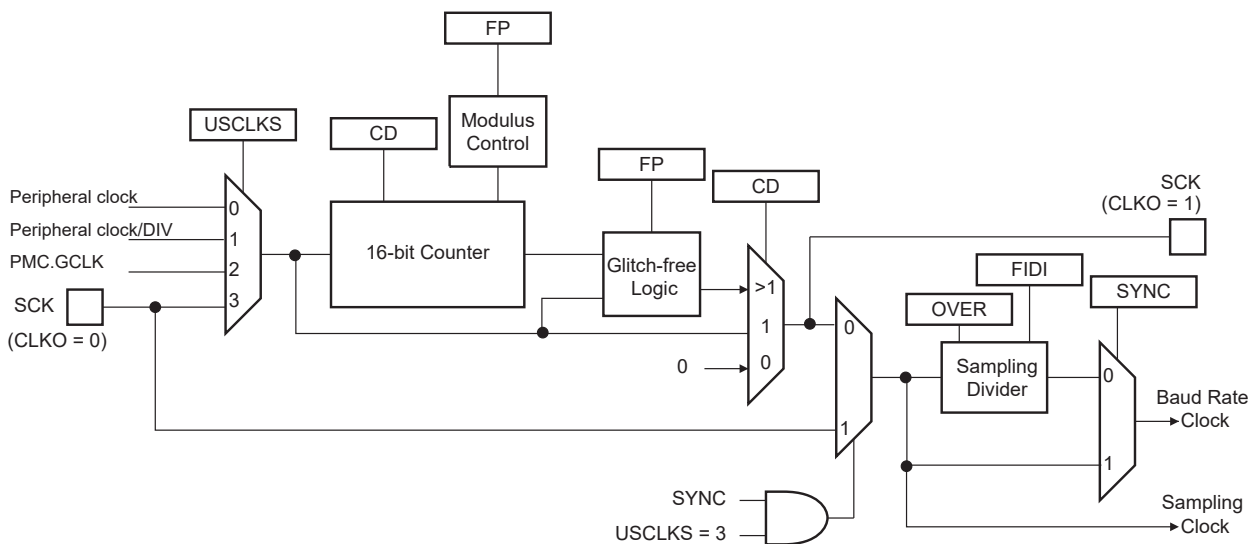 FP
USCLKS
CD
Modulus
Control
FP
CD
SCK
(CLKO = 1)
Peripheral clock
0
Peripheral clock/DIV
1
PMC.GCLK
2
SCK
3
(CLKO = 0)
16-bit Counter
Glitch-free
Logic
>1
1
0
0
0
1
OVER
FIDI
SYNC
Sampling
Divider
0
1
Baud Rate
Clock
SYNC
USCLKS = 3
Sampling
Clock